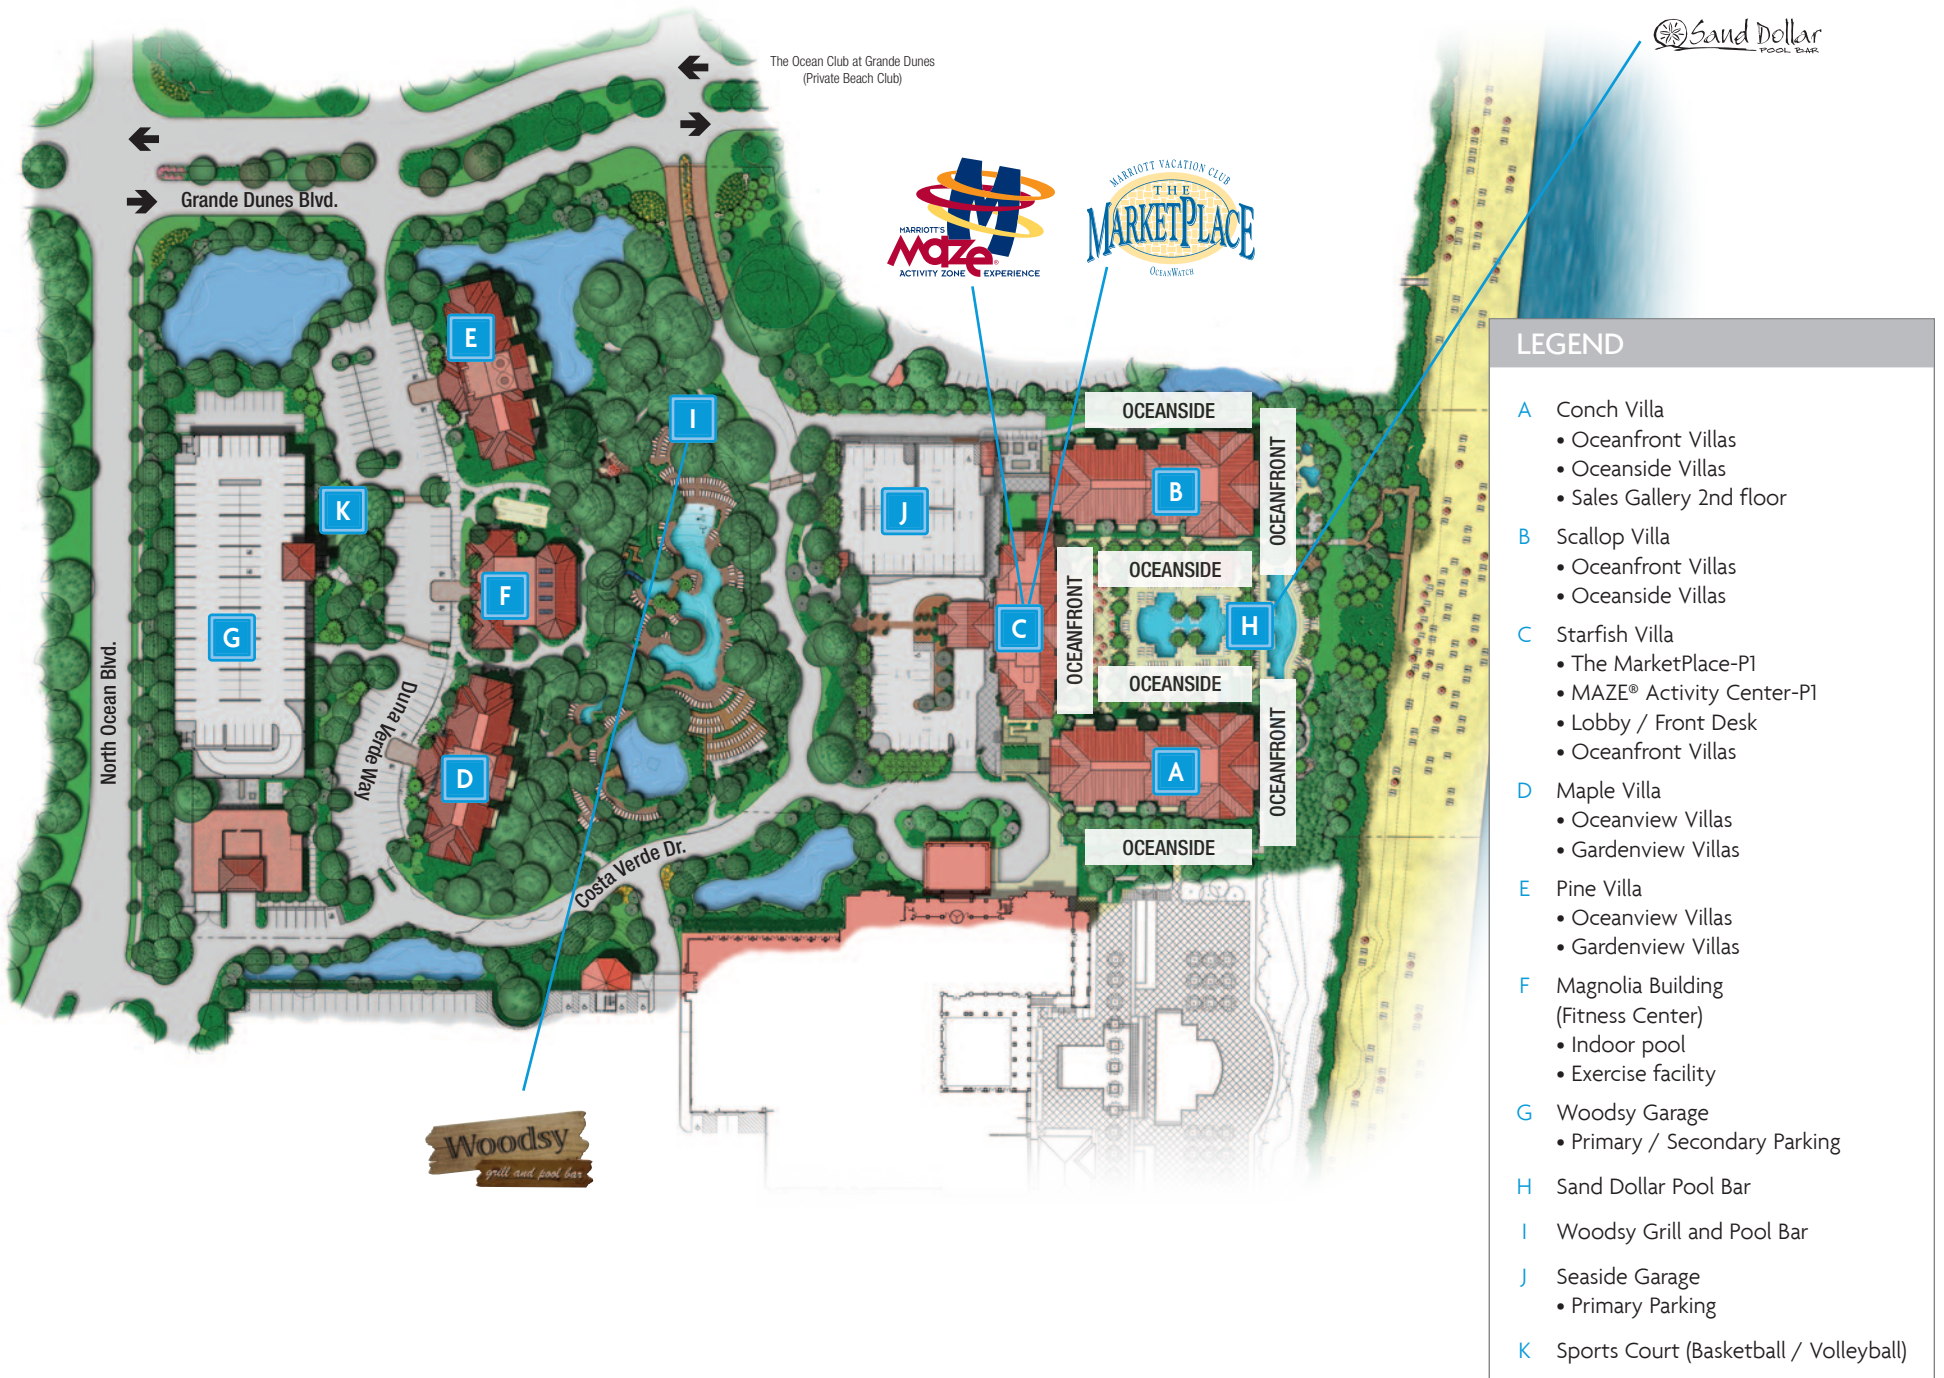 Sand Dollar
POOL BAR
The Ocean Club at Grande Dunes
(Private Beach Club)
Grande Dunes Blvd.
MARRIOTT'S
MaZe®
ACTIVITY ZONE EXPERIENCE
MARRIOTT VACATION CLUB
THE
MARKETPLACE
OCEANWATCH
E
I
K
J
B
F
G
C
H
D
A
OCEANSIDE
OCEANFRONT
OCEANSIDE
OCEANFRONT
OCEANSIDE
OCEANFRONT
OCEANSIDE
North Ocean Blvd.
Duna Verde Way
Costa Verde Dr.
Woodsy
grill and pool bar
LEGEND
A Conch Villa
• Oceanfront Villas
• Oceanside Villas
• Sales Gallery 2nd floor
B Scallop Villa
• Oceanfront Villas
• Oceanside Villas
C Starfish Villa
• The MarketPlace-P1
• MAZE® Activity Center-P1
• Lobby / Front Desk
• Oceanfront Villas
D Maple Villa
• Oceanview Villas
• Gardenview Villas
E Pine Villa
• Oceanview Villas
• Gardenview Villas
F Magnolia Building
(Fitness Center)
• Indoor pool
• Exercise facility
G Woodsy Garage
• Primary / Secondary Parking
H Sand Dollar Pool Bar
I Woodsy Grill and Pool Bar
J Seaside Garage
• Primary Parking
K Sports Court (Basketball / Volleyball)